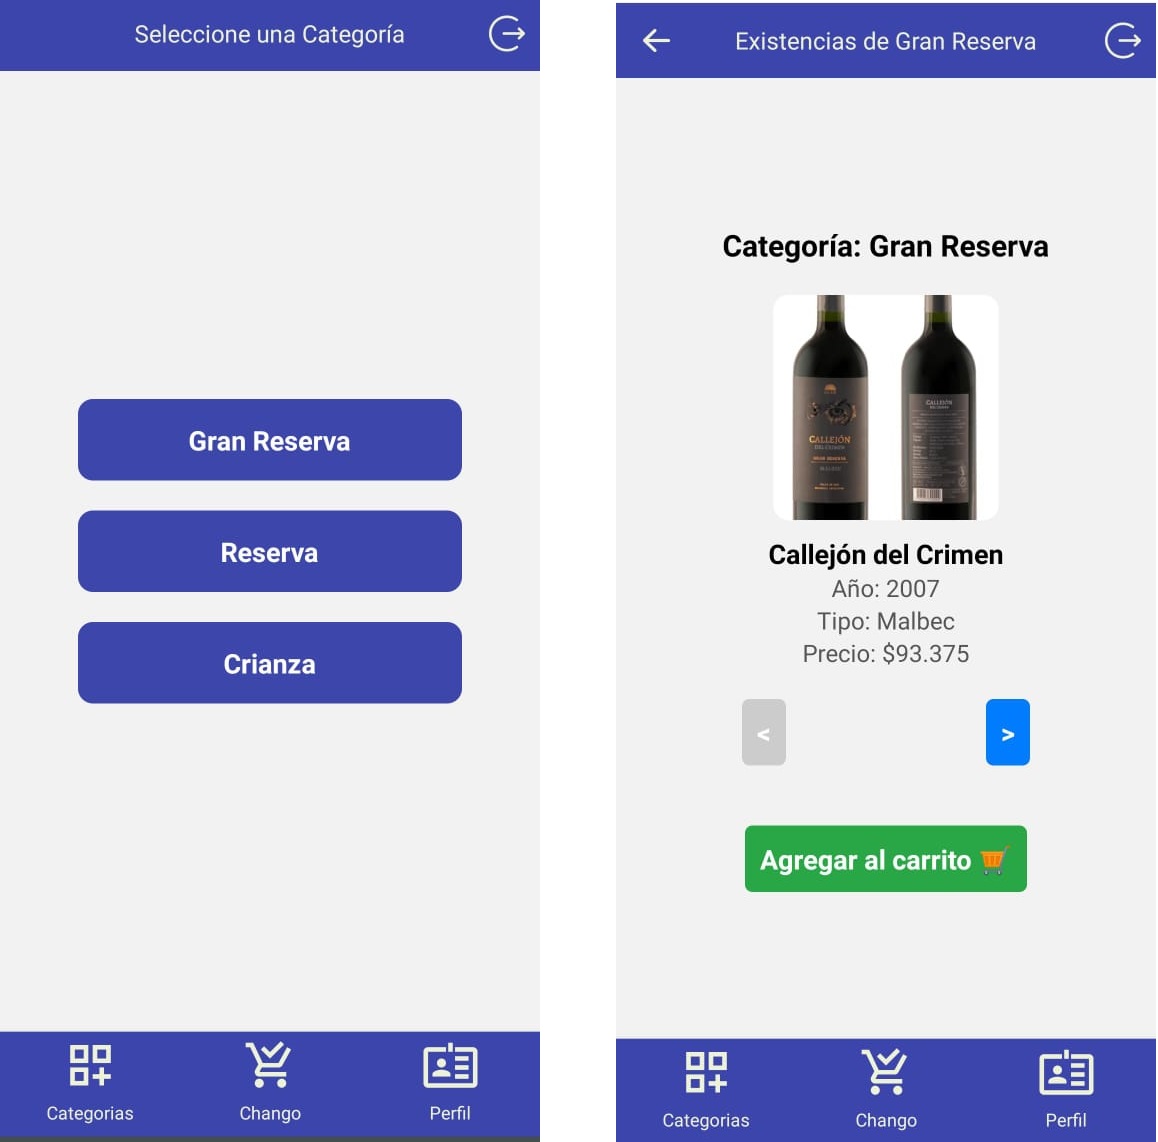 Seleccione una Categoría
Gran Reserva
Reserva
Crianza
Categorias
Chango
Perfil
Existencias de Gran Reserva
Categoría: Gran Reserva
CALLEJÓN
DEL CRIMEN
GRAN RESERVA
MALBEC
CALLEJÓN
DEL CRIMEN
Callejón del Crimen
Año: 2007
Tipo: Malbec
Precio: $93.375
<
>
Agregar al carrito
Categorias
Chango
Perfil